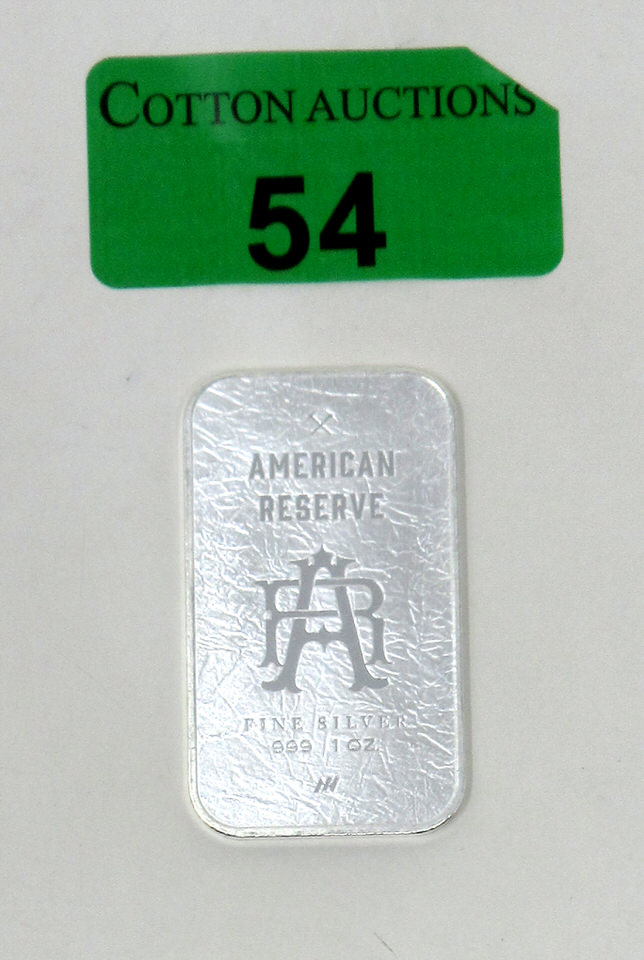 COTTON AUCTIONS
54
AMERICAN
RESERVE
AR
FINE SILVER
999 1 OZ